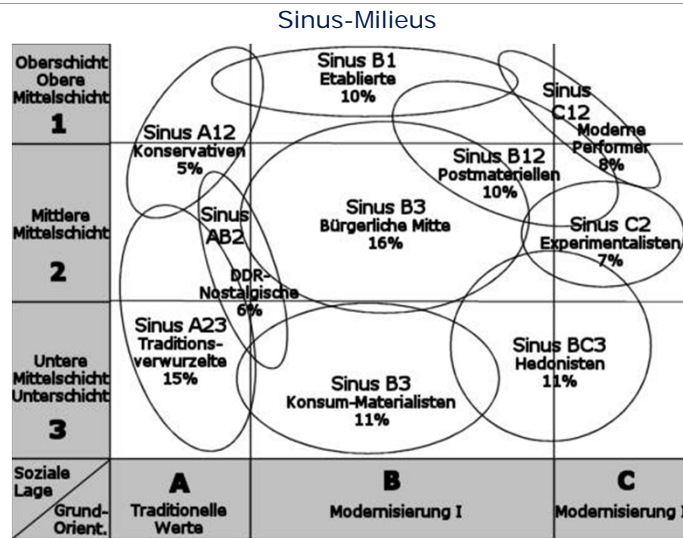 Sinus-Milieus
Oberschicht
Obere
Mittelschicht
1
Sinus B1
Etablierte
10%
Sinus
C12
Moderne
Performer
8%
Sinus A12
Konservativen
5%
Sinus B12
Postmateriellen
10%
Mittlere
Mittelschicht
2
Sinus
AB2
DDR-
Nostalgische
6%
Sinus B3
Bürgerliche Mitte
16%
Sinus C2
Experimentalisten
7%
Untere
Mittelschicht
Unterschicht
3
Sinus A23
Traditions-
verwurzelte
15%
Sinus B3
Konsum-Materialisten
11%
Sinus BC3
Hedonisten
11%
Soziale
Lage
Grund-
Orient.
A
Traditionelle
Werte
B
Modernisierung I
C
Modernisierung I